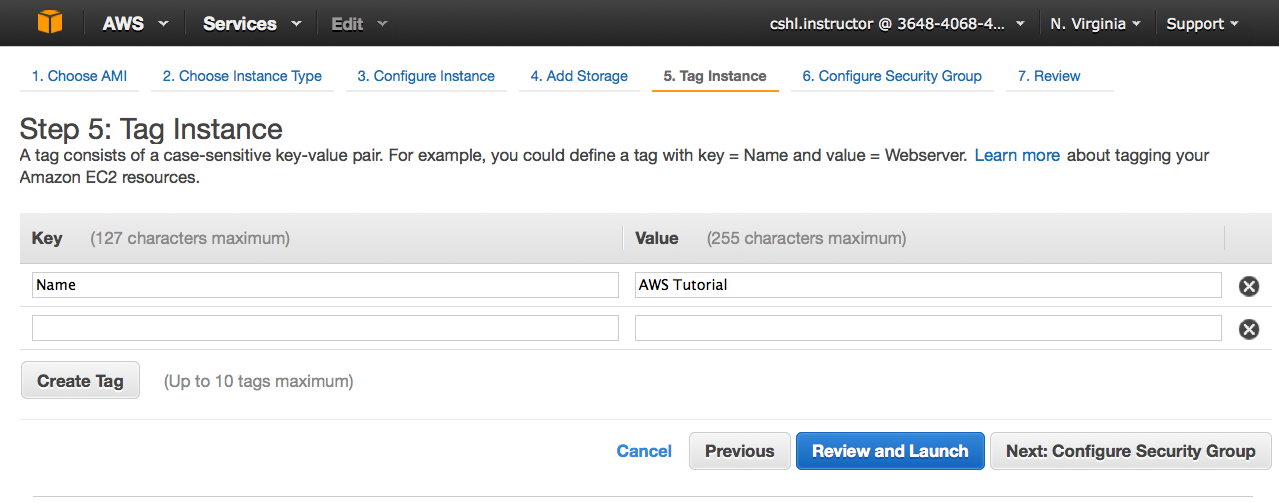 AWS Services Edit cshl.instructor @ 3648-4068-4... N. Virginia Support
1. Choose AMI 2. Choose Instance Type 3. Configure Instance 4. Add Storage 5. Tag Instance 6. Configure Security Group 7. Review
Step 5: Tag Instance
A tag consists of a case-sensitive key-value pair. For example, you could define a tag with key = Name and value = Webserver. Learn more about tagging your
Amazon EC2 resources.
Key (127 characters maximum) Value (255 characters maximum)
Name AWS Tutorial
Create Tag (Up to 10 tags maximum)
Cancel Previous Review and Launch Next: Configure Security Group